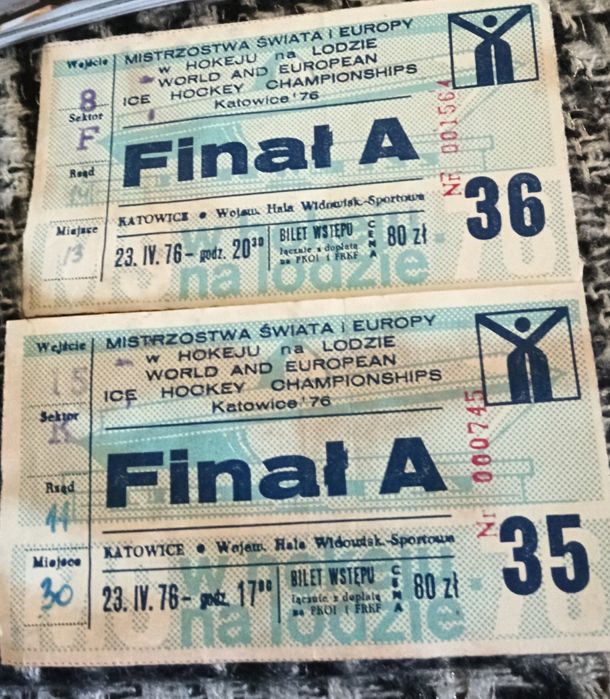 Wejście
8
Sektor
F
Rząd
14
Miejsce
13
MISTRZOSTWA ŚWIATA i EUROPY
w HOKEJU na LODZIE
WORLD AND EUROPEAN
ICE HOCKEY CHAMPIONSHIPS
Katowice '76
Finał A
KATOWICE • Wojew. Hala Widowisk.-Sportowa
23. IV. 76 – godz. 20³⁰
BILET WSTĘPU
łącznie z dopłatą
na PKOl i FRKF
CENA
80 zł
Nr 001564
36
w hokeju
na lodzie
Wejście
15
Sektor
K
Rząd
11
Miejsce
30
MISTRZOSTWA ŚWIATA i EUROPY
w HOKEJU na LODZIE
WORLD AND EUROPEAN
ICE HOCKEY CHAMPIONSHIPS
Katowice '76
Finał A
KATOWICE • Wojew. Hala Widowisk.-Sportowa
23. IV. 76 – godz. 17⁰⁰
BILET WSTĘPU
łącznie z dopłatą
na PKOl i FRKF
CENA
80 zł
Nr 000745
35
na lodzie